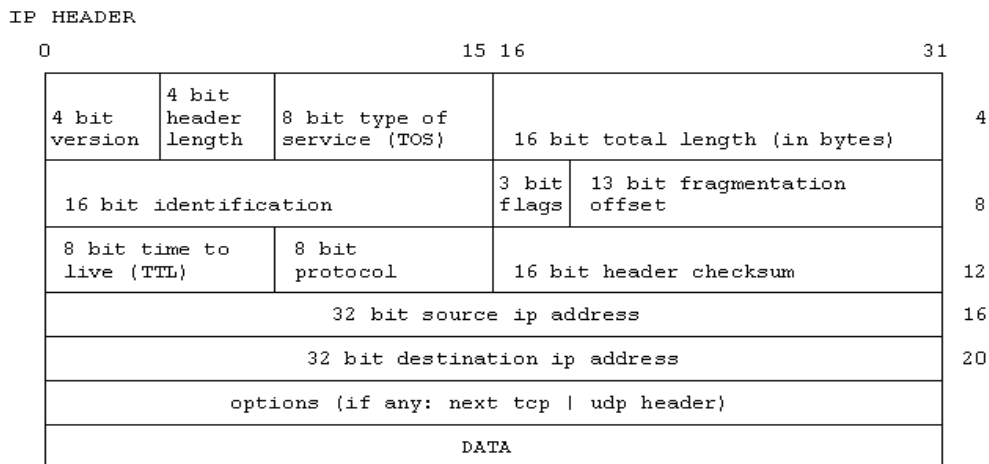 IP HEADER
0 15 16 31
4 bit version
4 bit header length
8 bit type of service (TOS)
16 bit total length (in bytes)
4
16 bit identification
3 bit flags
13 bit fragmentation offset
8
8 bit time to live (TTL)
8 bit protocol
16 bit header checksum
12
32 bit source ip address
16
32 bit destination ip address
20
options (if any: next tcp | udp header)
DATA